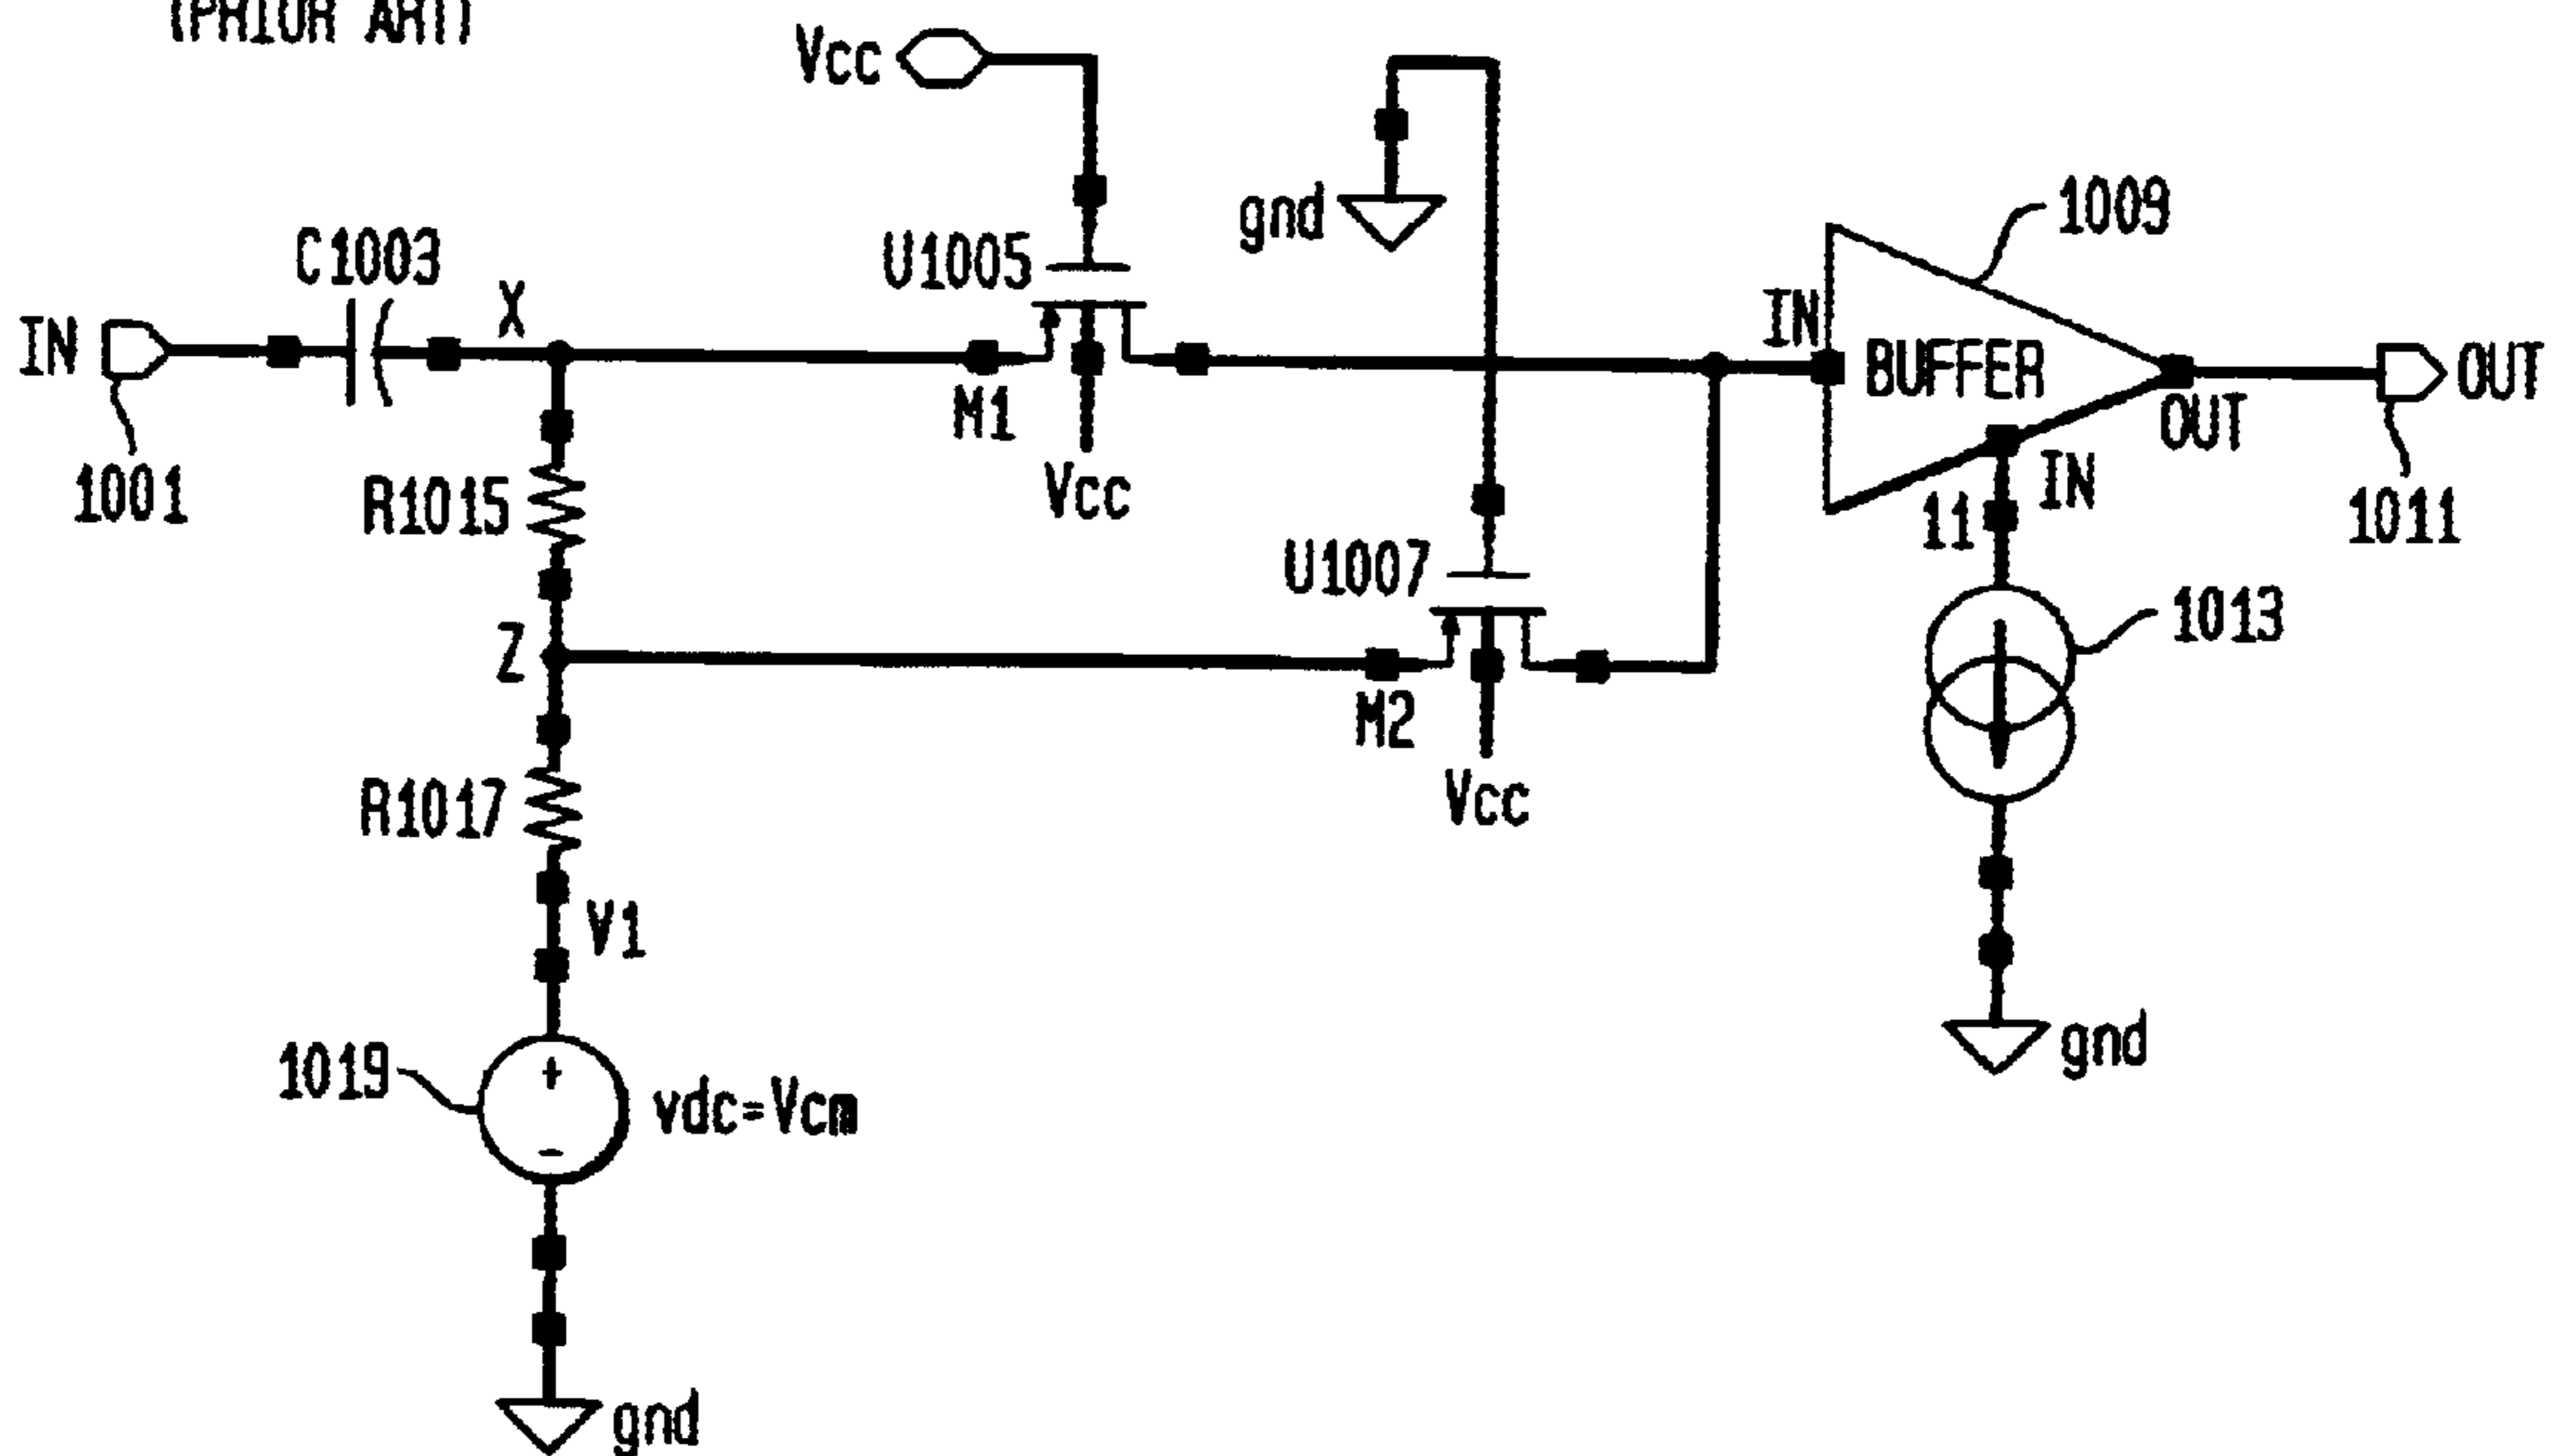 (PRIOR ART)
Vcc
gnd
1009
C1003
U1005
X
IN
IN
BUFFER
OUT
OUT
M1
Vcc
1001
R1015
IN
11
1011
U1007
1013
Z
M2
Vcc
R1017
V1
1019
+
-
vdc=Vcm
gnd
gnd